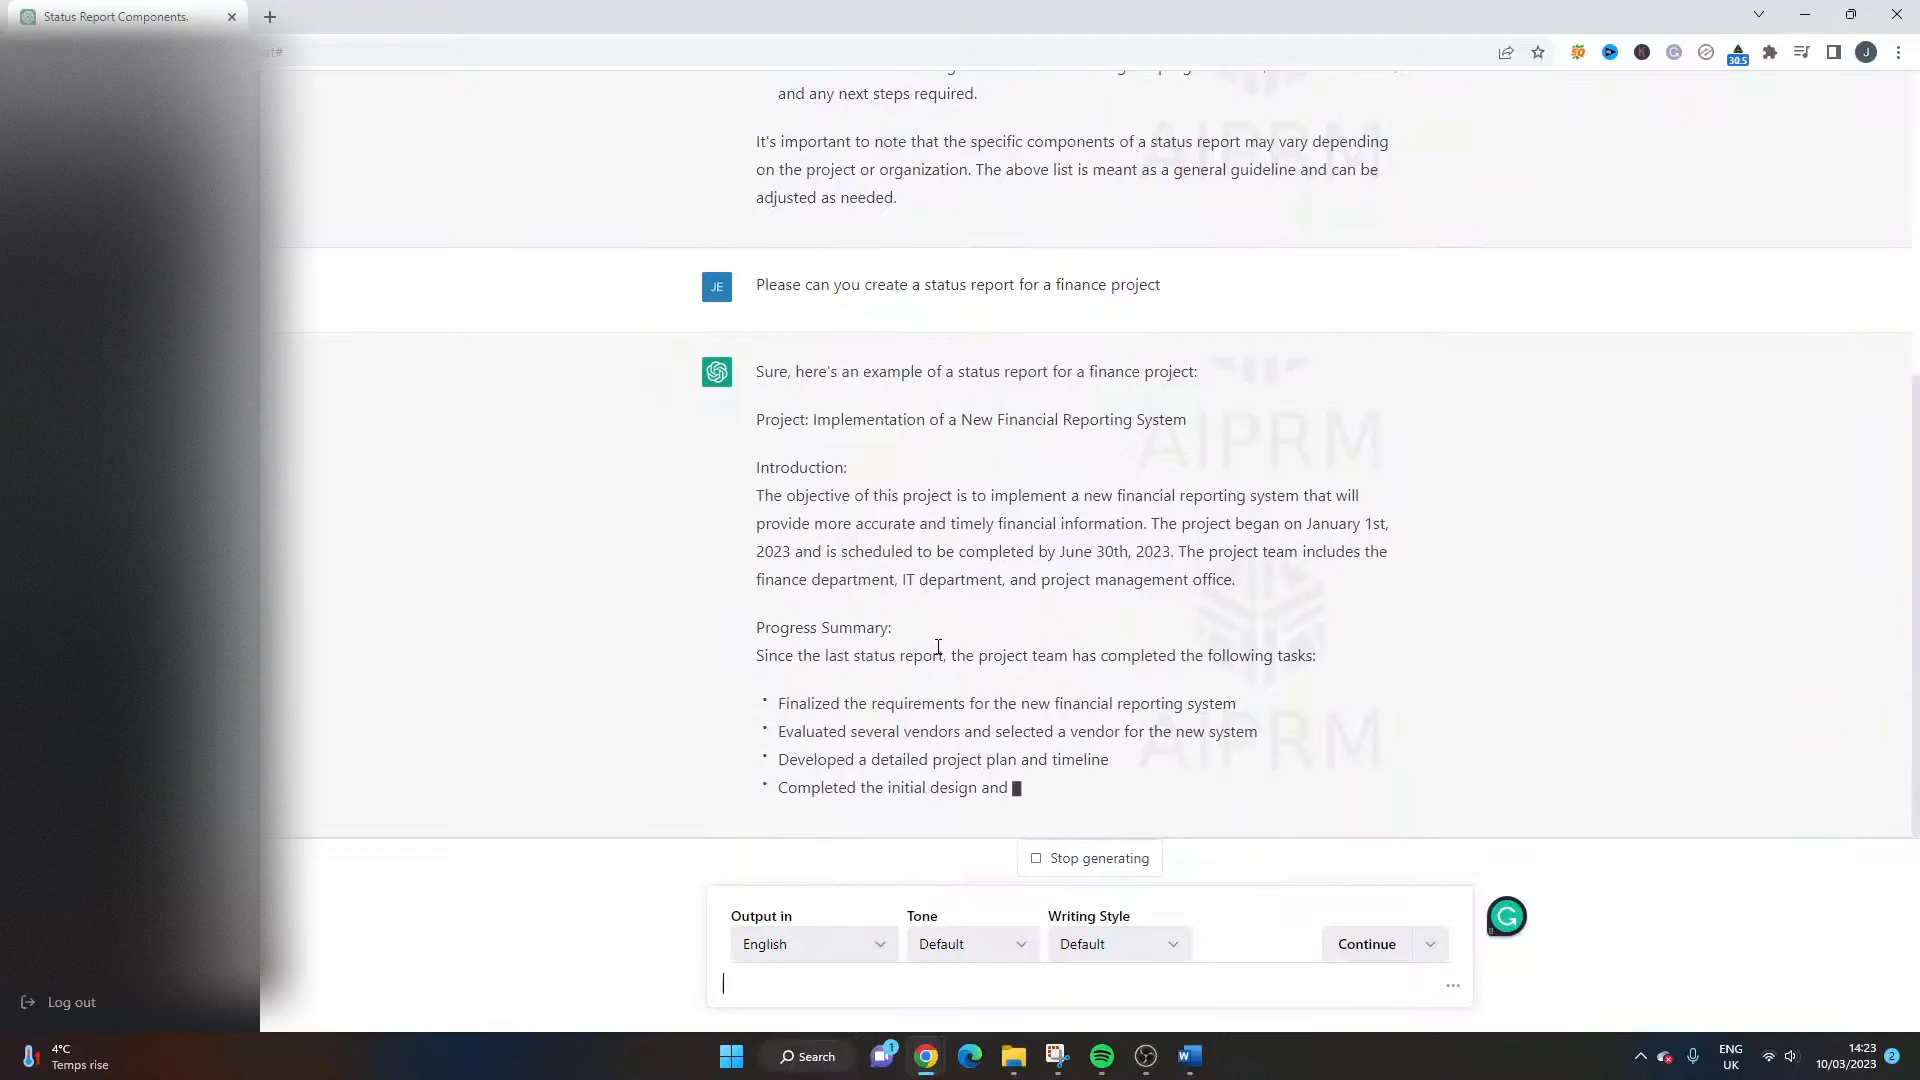 Status Report Components.
at#
30.5
J
and any next steps required.
It's important to note that the specific components of a status report may vary depending
on the project or organization. The above list is meant as a general guideline and can be
adjusted as needed.
JE
Please can you create a status report for a finance project
Sure, here's an example of a status report for a finance project:
Project: Implementation of a New Financial Reporting System
Introduction:
The objective of this project is to implement a new financial reporting system that will
provide more accurate and timely financial information. The project began on January 1st,
2023 and is scheduled to be completed by June 30th, 2023. The project team includes the
finance department, IT department, and project management office.
Progress Summary:
Since the last status report, the project team has completed the following tasks:
• Finalized the requirements for the new financial reporting system
• Evaluated several vendors and selected a vendor for the new system
• Developed a detailed project plan and timeline
• Completed the initial design and
AIPRM
AIPRM
AIPRM
Stop generating
Output in
Tone
Writing Style
English
Default
Default
Continue
Log out
4°C
Temps rise
Search
1
ENG
UK
14:23
10/03/2023
2